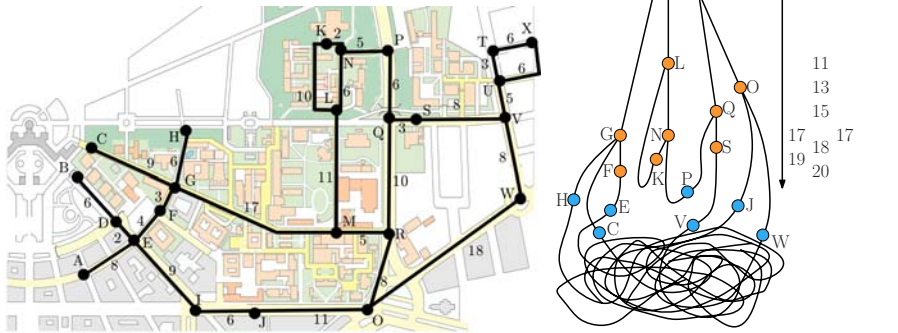 K 2 5 P T 6 X
N 3 6
10 L 6 6 U 5
Q 3 S 8 V
C H
B 9 6 8
6 G 11 10
3 F 17 W
D 4
2 E M 5 R
A 8 9 18
8
I 6 J 11 O
L 11
O 13
Q 15
G N 17 17
S 18
F K 19 20
P
H E J
C V W